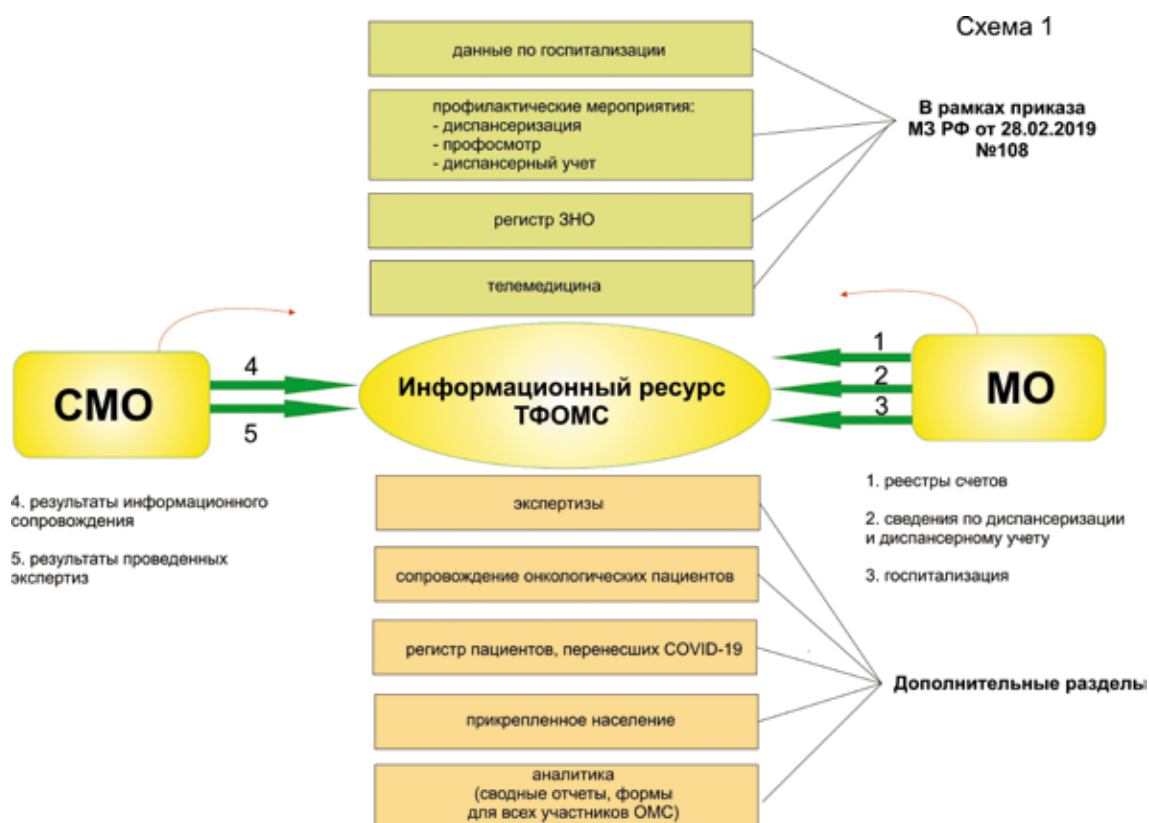 Схема 1
данные по госпитализации
профилактические мероприятия:
- диспансеризация
- профосмотр
- диспансерный учет
регистр ЗНО
телемедицина
В рамках приказа
МЗ РФ от 28.02.2019
№108
СМО
4
5
Информационный ресурс
ТФОМС
1
2
3
МО
4. результаты информационного
сопровождения
5. результаты проведенных
экспертиз
1. реестры счетов
2. сведения по диспансеризации
и диспансерному учету
3. госпитализация
экспертизы
сопровождение онкологических пациентов
регистр пациентов, перенесших COVID-19
прикрепленное население
аналитика
(сводные отчеты, формы
для всех участников ОМС)
Дополнительные разделы